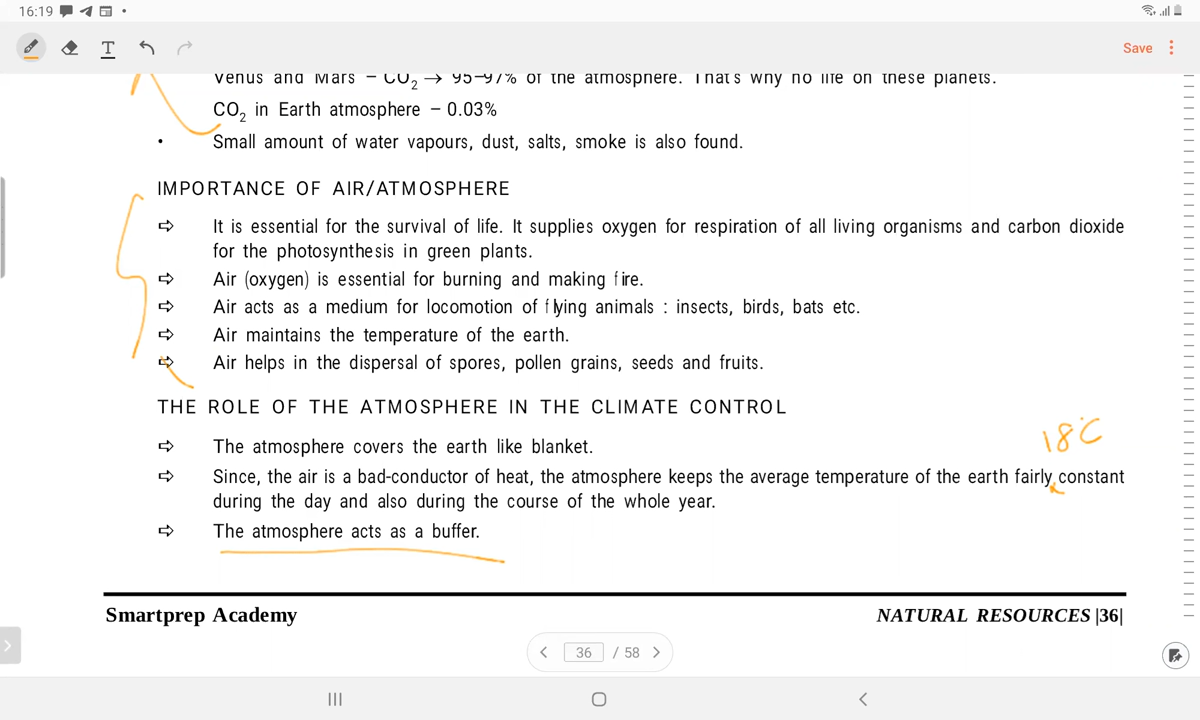 16:19
T
Save
Venus and Mars – CO₂ → 95–97% of the atmosphere. That's why no life on these planets.
CO₂ in Earth atmosphere – 0.03%
• Small amount of water vapours, dust, salts, smoke is also found.
IMPORTANCE OF AIR/ATMOSPHERE
⇨ It is essential for the survival of life. It supplies oxygen for respiration of all living organisms and carbon dioxide
for the photosynthesis in green plants.
⇨ Air (oxygen) is essential for burning and making fire.
⇨ Air acts as a medium for locomotion of flying animals : insects, birds, bats etc.
⇨ Air maintains the temperature of the earth.
⇨ Air helps in the dispersal of spores, pollen grains, seeds and fruits.
THE ROLE OF THE ATMOSPHERE IN THE CLIMATE CONTROL
⇨ The atmosphere covers the earth like blanket.
18°C
⇨ Since, the air is a bad-conductor of heat, the atmosphere keeps the average temperature of the earth fairly constant
during the day and also during the course of the whole year.
⇨ The atmosphere acts as a buffer.
Smartprep Academy NATURAL RESOURCES |36|
36 / 58